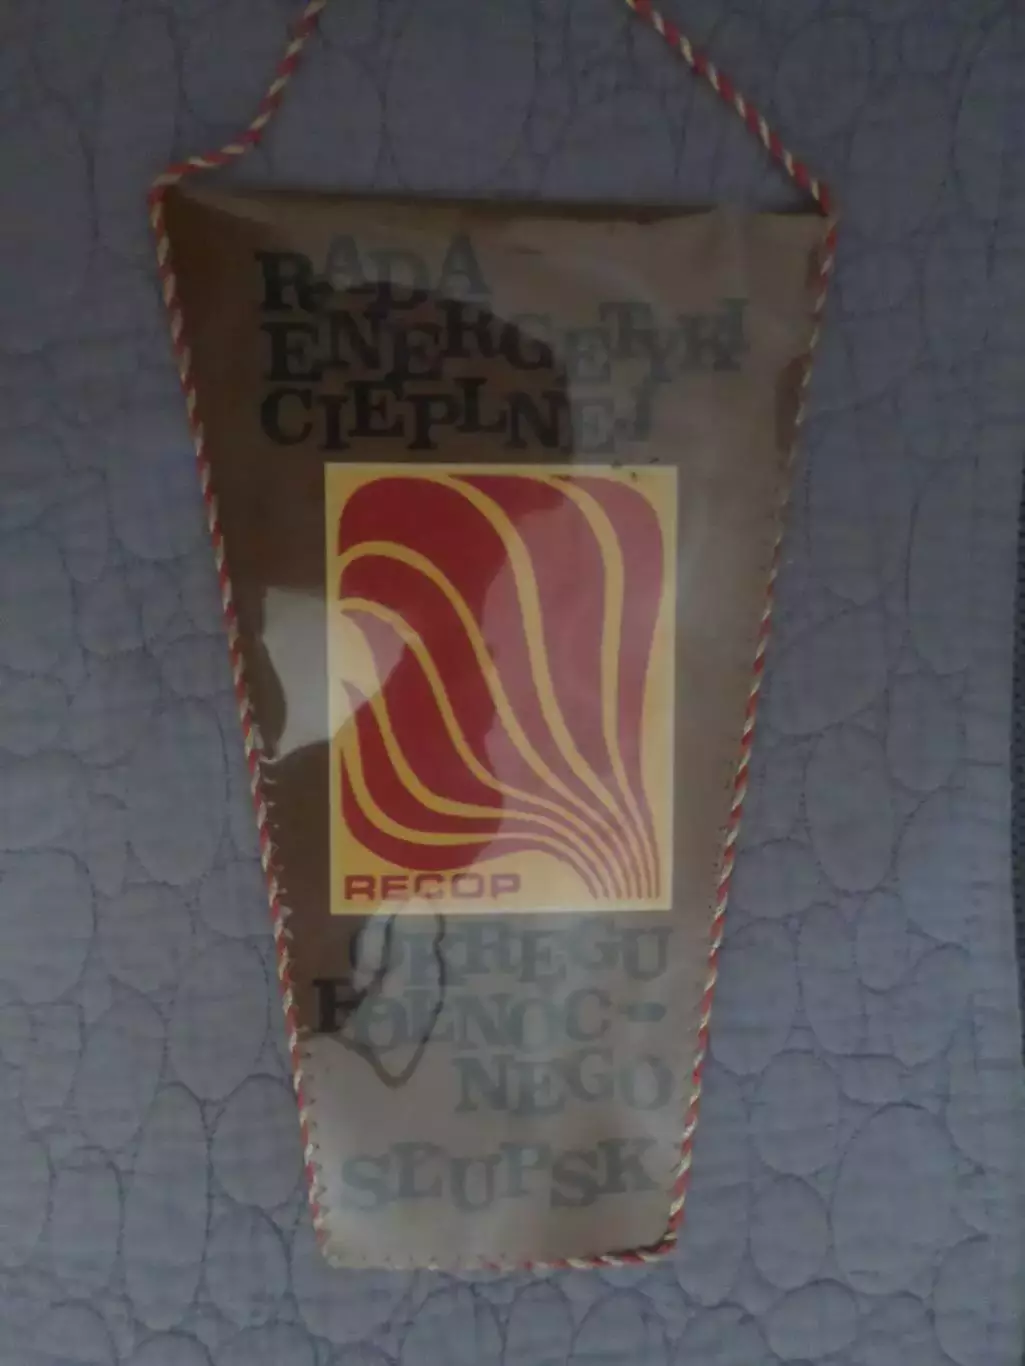 RADA
ENERGETYKI
CIEPLNEJ
RECOP
OKRĘGU
PÓŁNOC-
NEGO
SŁUPSK